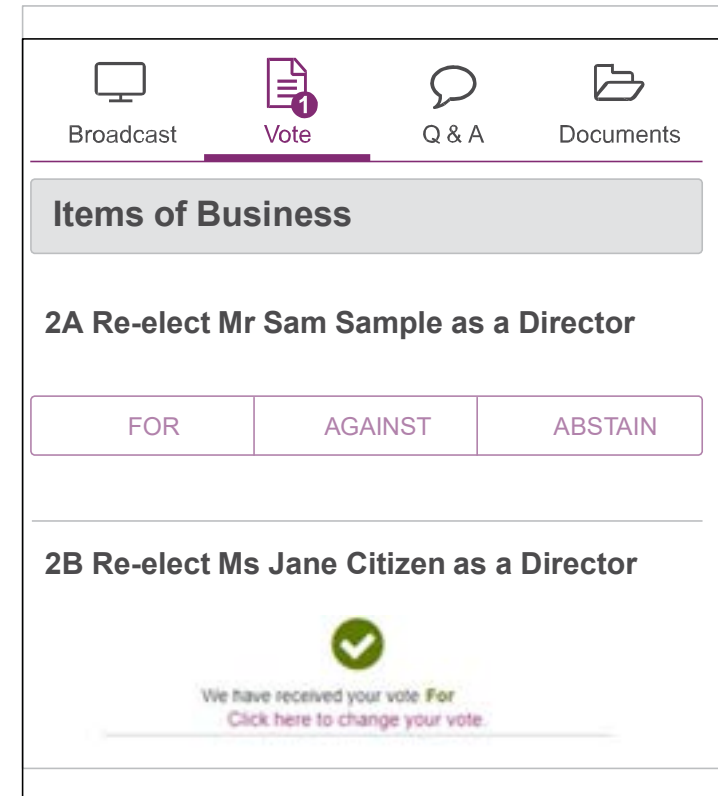 1
Broadcast Vote Q & A Documents
Items of Business
2A Re-elect Mr Sam Sample as a Director
FOR AGAINST ABSTAIN
2B Re-elect Ms Jane Citizen as a Director
We have received your vote For
Click here to change your vote.